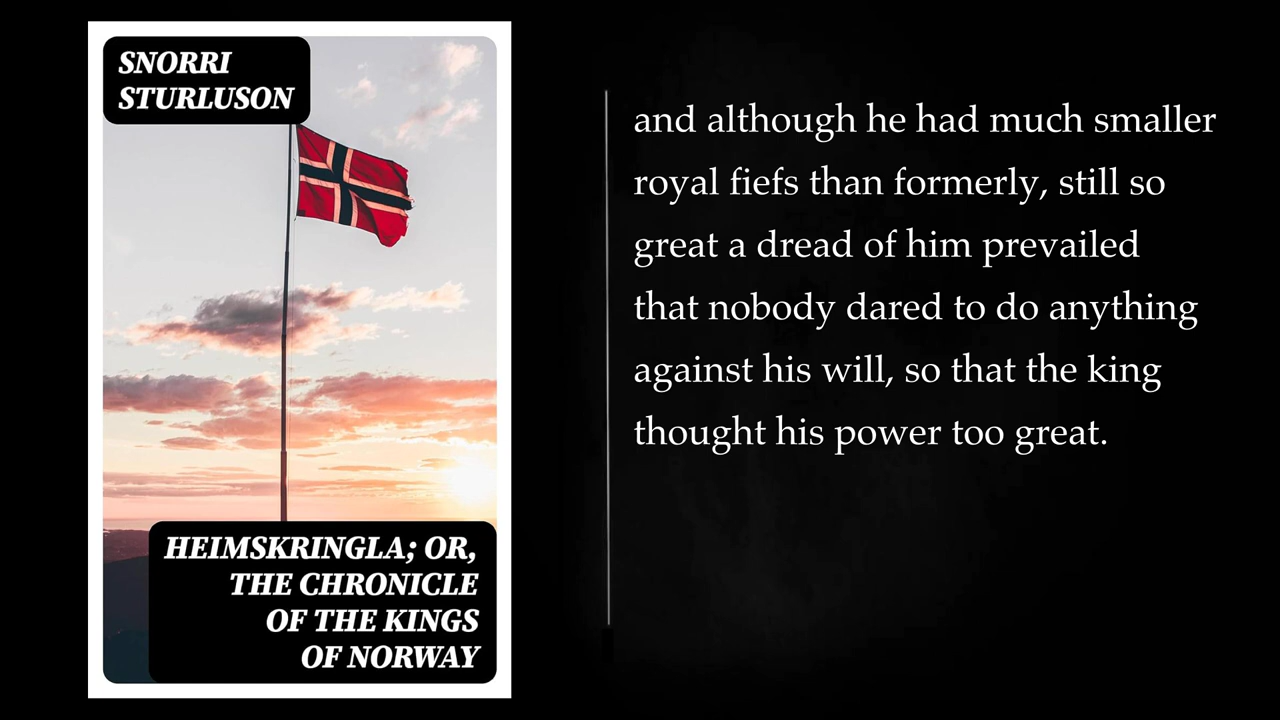 SNORRI
STURLUSON
HEIMSKRINGLA; OR,
THE CHRONICLE
OF THE KINGS
OF NORWAY
and although he had much smaller
royal fiefs than formerly, still so
great a dread of him prevailed
that nobody dared to do anything
against his will, so that the king
thought his power too great.